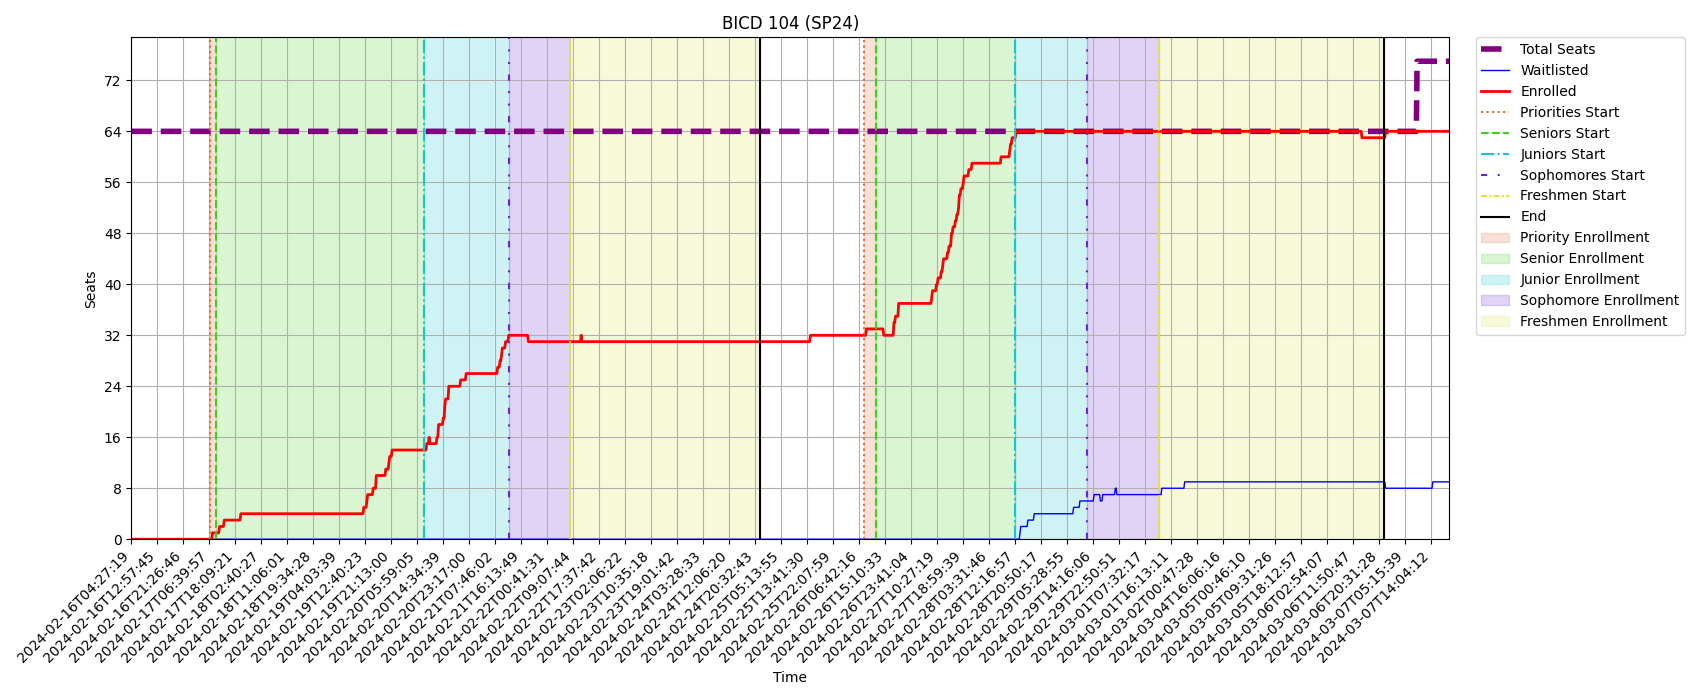 BICD 104 (SP24)
Total Seats
Waitlisted
Enrolled
Priorities Start
Seniors Start
Juniors Start
Sophomores Start
Freshmen Start
End
Priority Enrollment
Senior Enrollment
Junior Enrollment
Sophomore Enrollment
Freshmen Enrollment
Seats
72
64
56
48
40
32
24
16
8
0
2024-02-16T04:27:19
2024-02-16T12:57:45
2024-02-16T21:26:46
2024-02-17T06:39:57
2024-02-17T18:09:21
2024-02-18T02:40:27
2024-02-18T11:06:01
2024-02-18T19:34:28
2024-02-19T04:03:39
2024-02-19T12:40:23
2024-02-19T21:13:00
2024-02-20T05:59:05
2024-02-20T14:34:39
2024-02-20T23:17:00
2024-02-21T07:46:02
2024-02-21T16:13:49
2024-02-22T00:41:31
2024-02-22T09:07:44
2024-02-22T17:37:42
2024-02-23T02:06:22
2024-02-23T10:35:18
2024-02-23T19:01:42
2024-02-24T03:28:33
2024-02-24T12:06:20
2024-02-24T20:32:43
2024-02-25T05:13:55
2024-02-25T13:41:30
2024-02-25T22:07:59
2024-02-26T06:42:16
2024-02-26T15:10:33
2024-02-26T23:41:04
2024-02-27T10:27:19
2024-02-27T18:59:39
2024-02-28T03:31:46
2024-02-28T12:16:57
2024-02-28T20:50:17
2024-02-29T05:28:55
2024-02-29T14:16:06
2024-02-29T22:50:51
2024-03-01T07:32:17
2024-03-01T16:13:11
2024-03-02T00:47:28
2024-03-04T16:06:16
2024-03-05T00:46:10
2024-03-05T09:31:26
2024-03-05T18:12:57
2024-03-06T02:54:07
2024-03-06T11:50:47
2024-03-06T20:31:28
2024-03-07T05:15:39
2024-03-07T14:04:12
Time